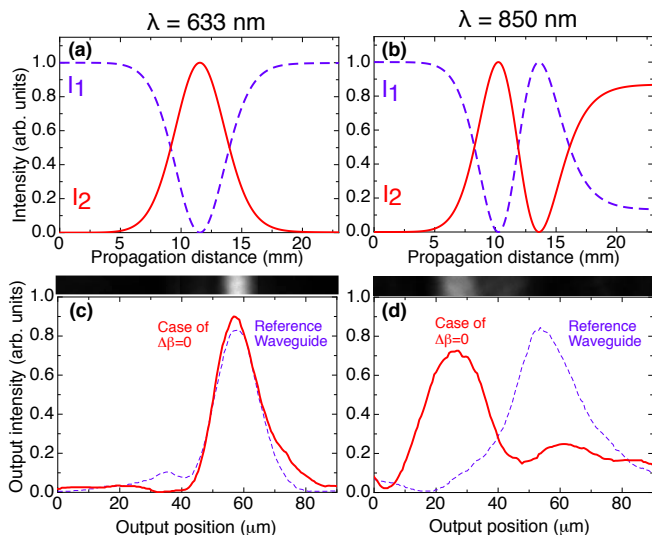 λ = 633 nm
λ = 850 nm
(a)
(b)
Intensity (arb. units)
1.0
0.8
0.6
0.4
0.2
0.0
I1
I2
I1
I2
0 5 10 15 20
0 5 10 15 20
Propagation distance (mm)
Propagation distance (mm)
(c)
(d)
Output intensity (arb. units)
1.0
0.8
0.6
0.4
0.2
0.0
Case of
Δβ=0
Reference
Waveguide
Case of
Δβ=0
Reference
Waveguide
0 20 40 60 80
0 20 40 60 80
Output position (μm)
Output position (μm)